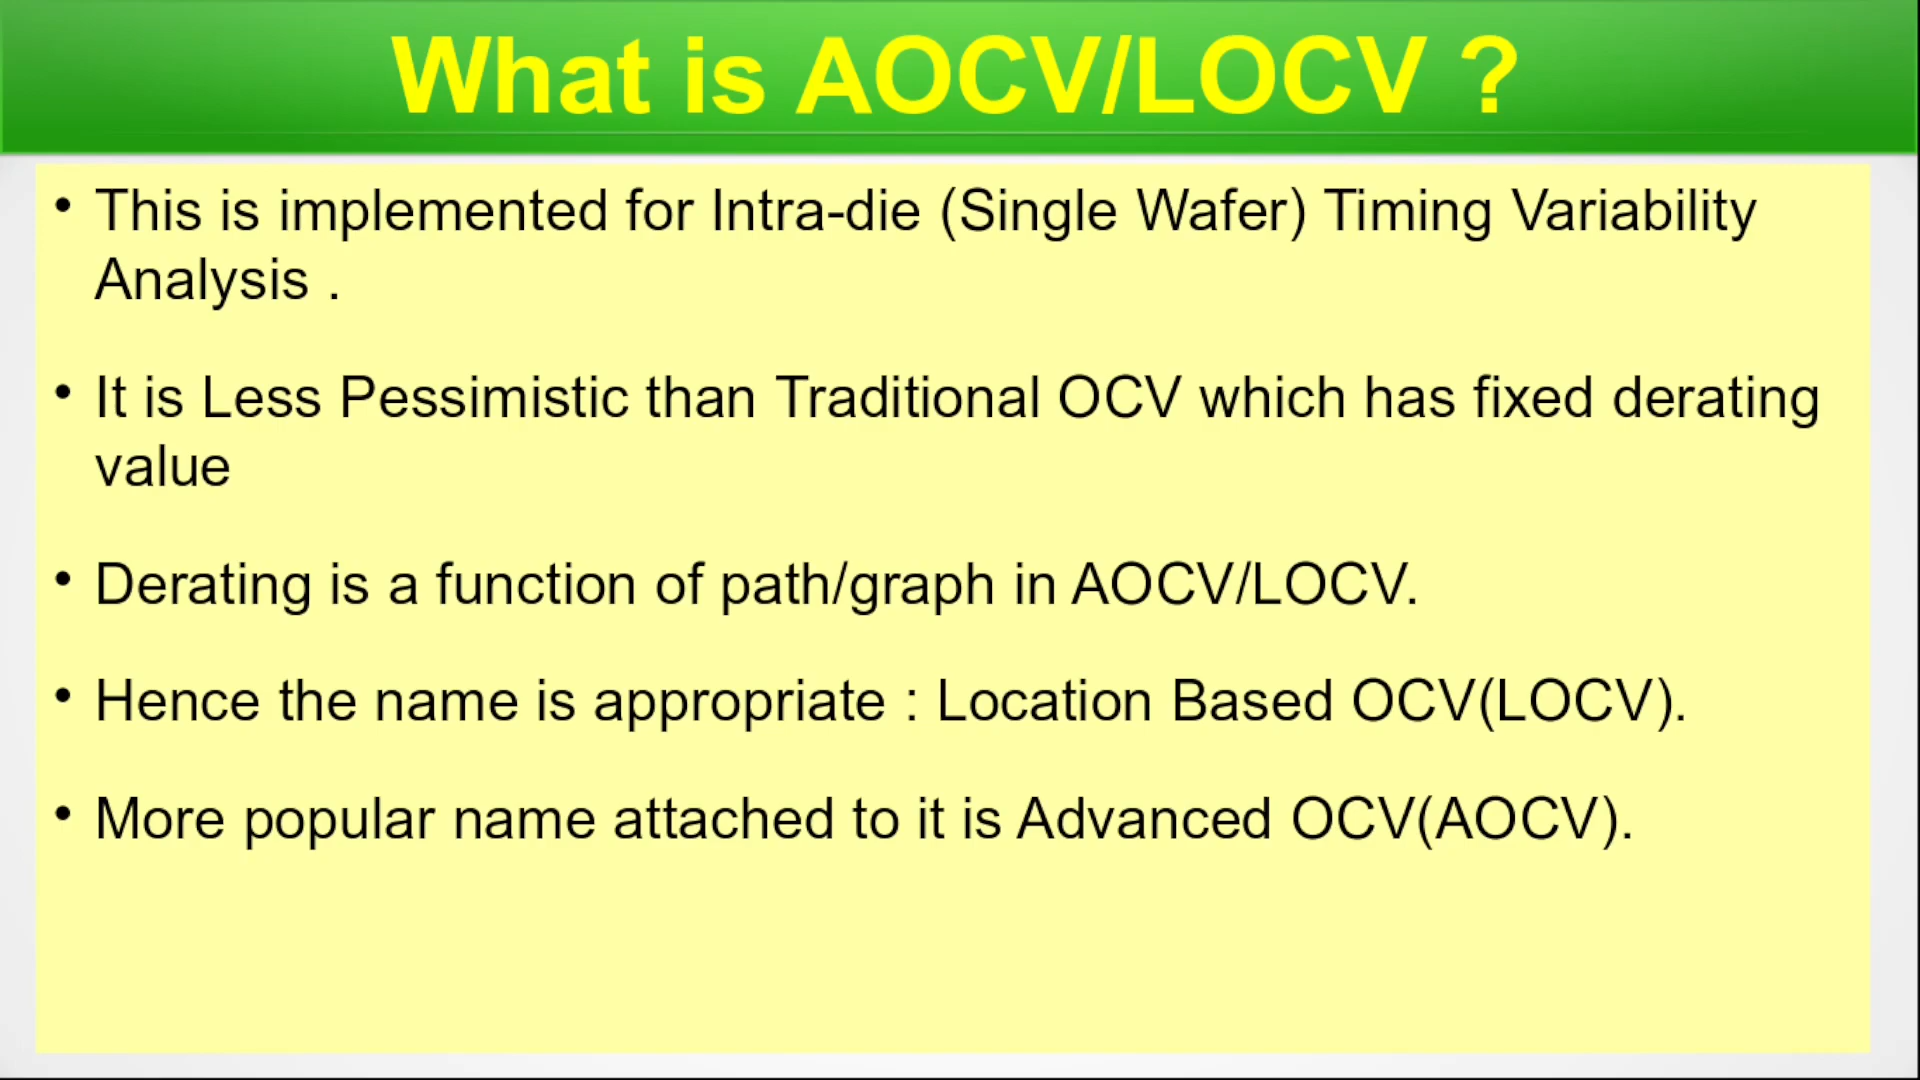 What is AOCV/LOCV ?
• This is implemented for Intra-die (Single Wafer) Timing Variability
Analysis .
• It is Less Pessimistic than Traditional OCV which has fixed derating
value
• Derating is a function of path/graph in AOCV/LOCV.
• Hence the name is appropriate : Location Based OCV(LOCV).
• More popular name attached to it is Advanced OCV(AOCV).